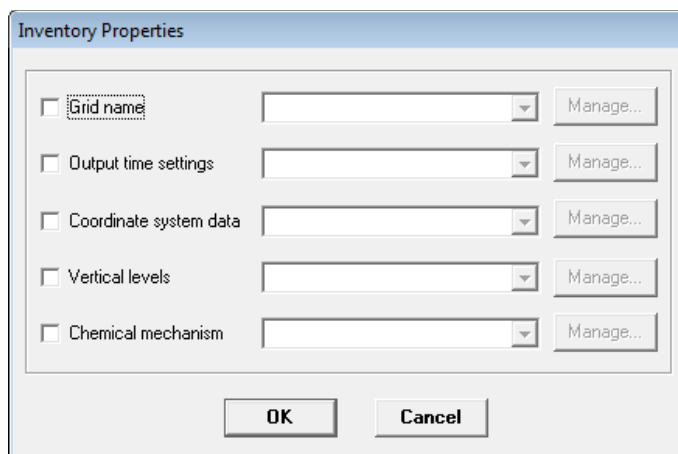 Inventory Properties
Grid name Manage...
Output time settings Manage...
Coordinate system data Manage...
Vertical levels Manage...
Chemical mechanism Manage...
OK Cancel